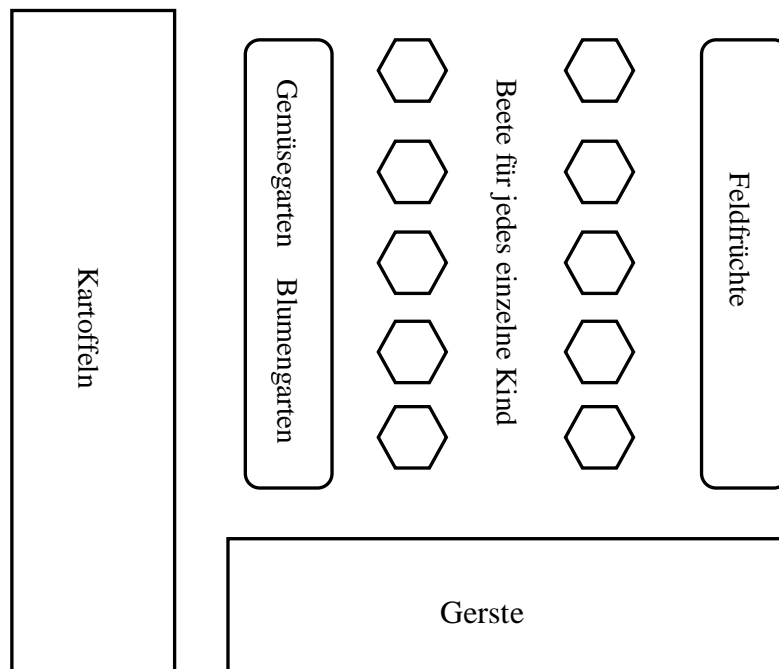 Kartoffeln
Gemüsegarten Blumengarten
Beete für jedes einzelne Kind
Feldfrüchte
Gerste